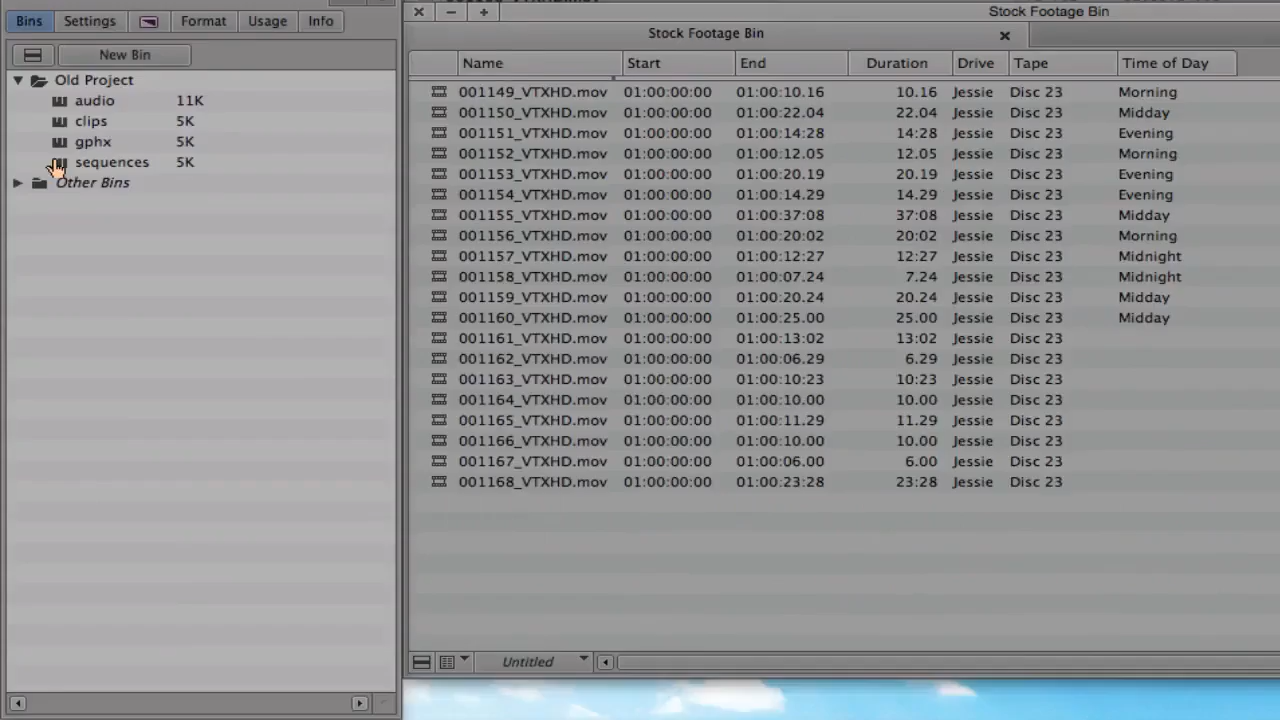 Stock Footage Bin
Bins Settings Format Usage Info
Stock Footage Bin
New Bin
Name Start End Duration Drive Tape Time of Day
Old Project
audio 11K
clips 5K
gphx 5K
sequences 5K
Other Bins
001149_VTXHD.mov 01:00:00:00 01:00:10.16 10.16 Jessie Disc 23 Morning
001150_VTXHD.mov 01:00:00:00 01:00:22.04 22.04 Jessie Disc 23 Midday
001151_VTXHD.mov 01:00:00:00 01:00:14:28 14:28 Jessie Disc 23 Evening
001152_VTXHD.mov 01:00:00:00 01:00:12.05 12.05 Jessie Disc 23 Morning
001153_VTXHD.mov 01:00:00:00 01:00:20.19 20.19 Jessie Disc 23 Evening
001154_VTXHD.mov 01:00:00:00 01:00:14.29 14.29 Jessie Disc 23 Evening
001155_VTXHD.mov 01:00:00:00 01:00:37:08 37:08 Jessie Disc 23 Midday
001156_VTXHD.mov 01:00:00:00 01:00:20:02 20:02 Jessie Disc 23 Morning
001157_VTXHD.mov 01:00:00:00 01:00:12:27 12:27 Jessie Disc 23 Midnight
001158_VTXHD.mov 01:00:00:00 01:00:07.24 7.24 Jessie Disc 23 Midnight
001159_VTXHD.mov 01:00:00:00 01:00:20.24 20.24 Jessie Disc 23 Midday
001160_VTXHD.mov 01:00:00:00 01:00:25.00 25.00 Jessie Disc 23 Midday
001161_VTXHD.mov 01:00:00:00 01:00:13:02 13:02 Jessie Disc 23
001162_VTXHD.mov 01:00:00:00 01:00:06.29 6.29 Jessie Disc 23
001163_VTXHD.mov 01:00:00:00 01:00:10:23 10:23 Jessie Disc 23
001164_VTXHD.mov 01:00:00:00 01:00:10.00 10.00 Jessie Disc 23
001165_VTXHD.mov 01:00:00:00 01:00:11.29 11.29 Jessie Disc 23
001166_VTXHD.mov 01:00:00:00 01:00:10.00 10.00 Jessie Disc 23
001167_VTXHD.mov 01:00:00:00 01:00:06.00 6.00 Jessie Disc 23
001168_VTXHD.mov 01:00:00:00 01:00:23:28 23:28 Jessie Disc 23
Untitled